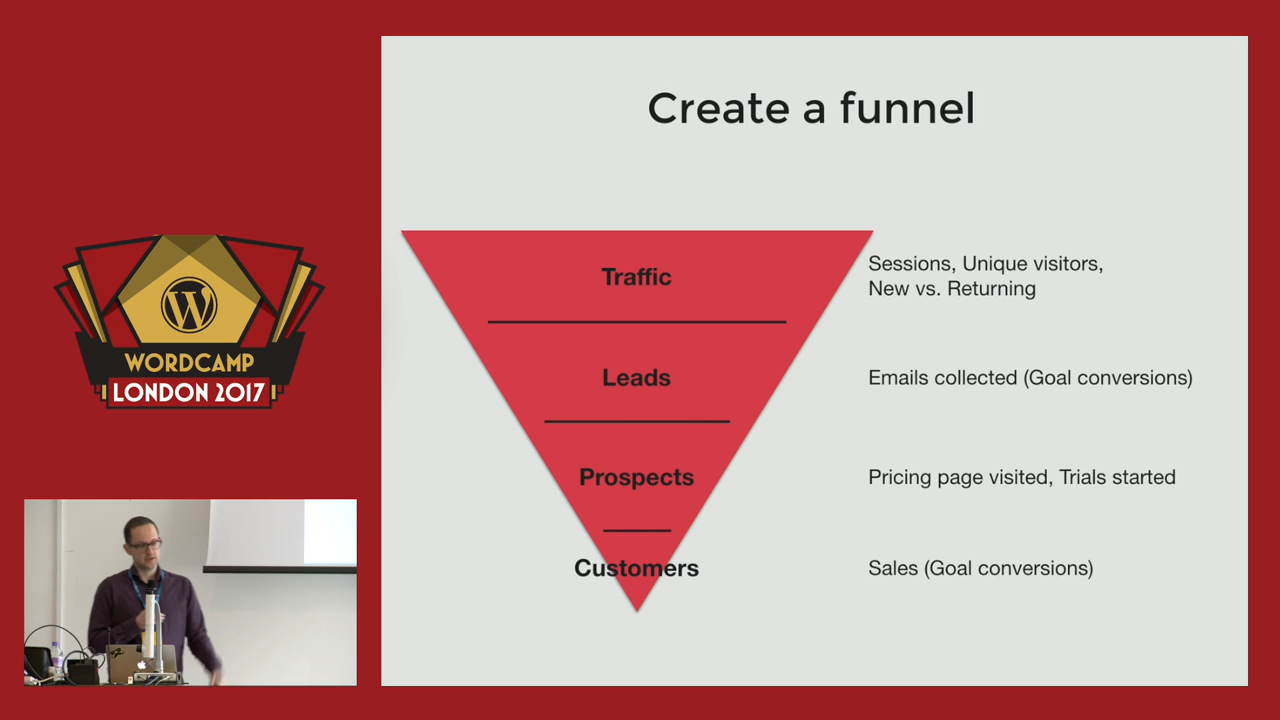 Create a funnel
Traffic
Sessions, Unique visitors,
New vs. Returning
Leads
Emails collected (Goal conversions)
Prospects
Pricing page visited, Trials started
Customers
Sales (Goal conversions)
W
WORDCAMP
LONDON 2017